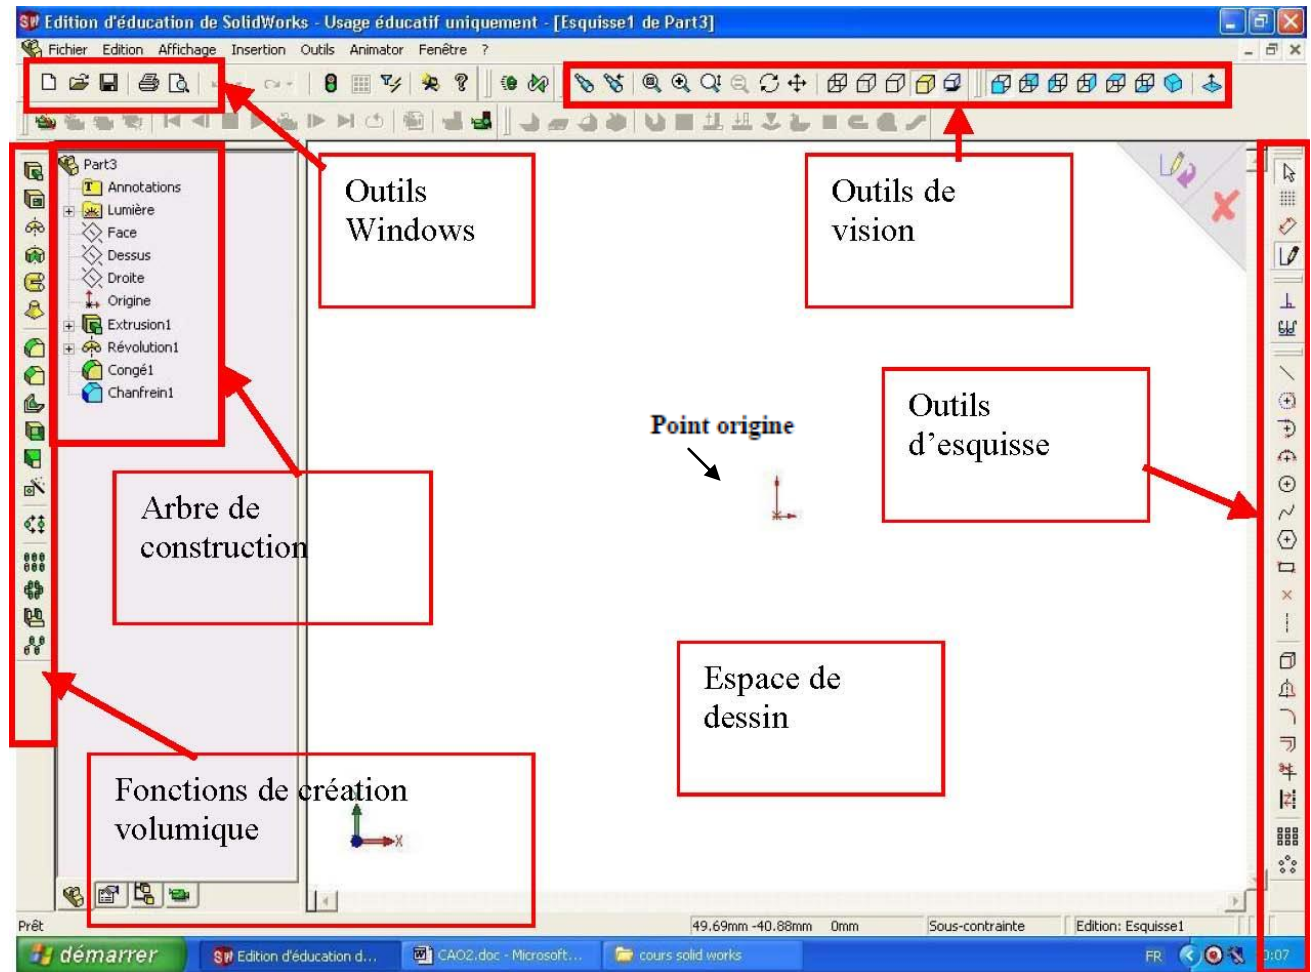 Edition d'éducation de SolidWorks - Usage éducatif uniquement - [Esquisse1 de Part3]
Fichier Edition Affichage Insertion Outils Animator Fenêtre ?
Part3
Annotations
Lumière
Face
Dessus
Droite
Origine
Extrusion1
Révolution1
Congé1
Chanfrein1
Outils
Windows
Outils de
vision
Point origine
Outils
d'esquisse
Arbre de
construction
Espace de
dessin
Fonctions de création
volumique
X
Prêt
49.69mm -40.88mm 0mm
Sous-contrainte
Edition: Esquisse1
démarrer
Edition d'éducation d...
CAO2.doc - Microsoft...
cours solid works
FR
0:07